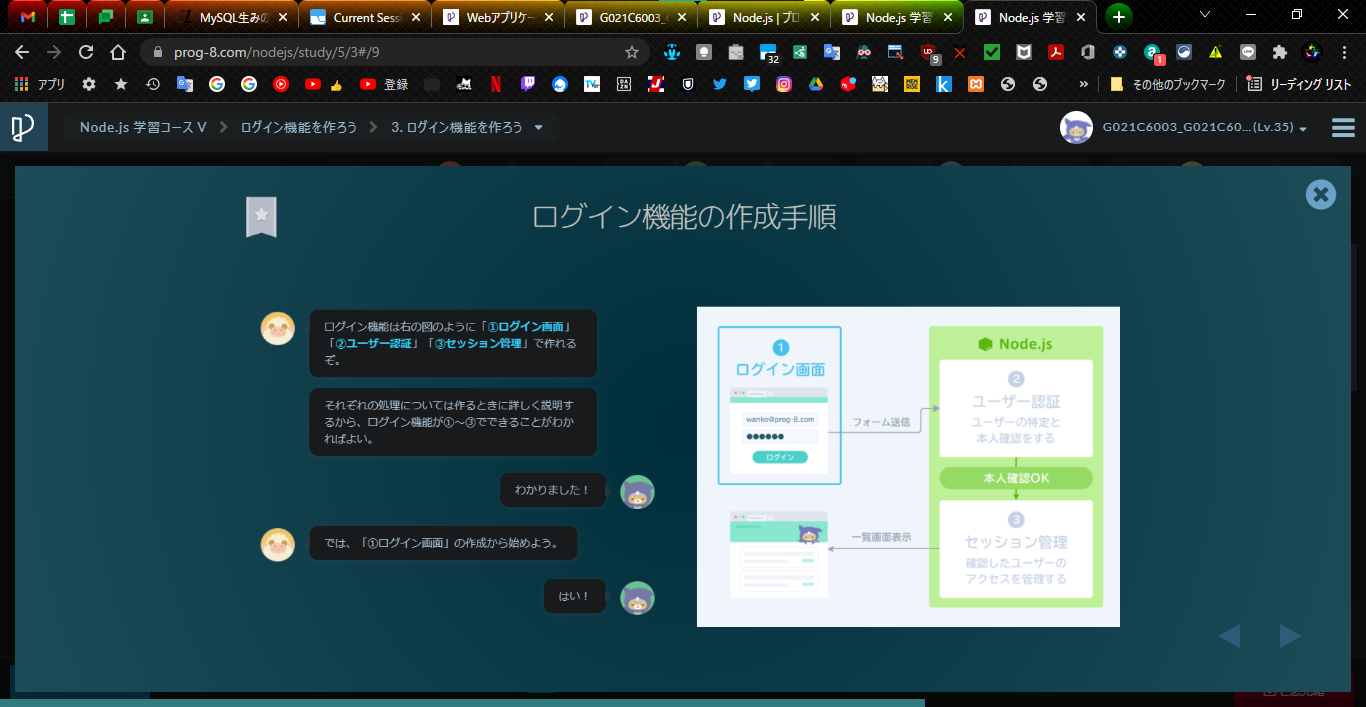 MySQL生みの
Current Sess
Webアプリケー
G021C6003_
Node.js | プロ
Node.js 学習
Node.js 学習
prog-8.com/nodejs/study/5/3#/9
32
9
1
アプリ
登録
その他のブックマーク
リーディング リスト
Node.js 学習コース V
ログイン機能を作ろう
3. ログイン機能を作ろう
G021C6003_G021C60...(Lv.35)
ログイン機能の作成手順
ログイン機能は右の図のように「①ログイン画面」
「②ユーザー認証」「③セッション管理」で作れる
ぞ。
それぞれの処理については作るときに詳しく説明す
るから、ログイン機能が①〜③でできることがわか
ればよい。
わかりました！
では、「①ログイン画面」の作成から始めよう。
はい！
1
ログイン画面
wanko@prog-8.com
ログイン
フォーム送信
Node.js
2
ユーザー認証
ユーザーの特定と
本人確認をする
本人確認OK
3
セッション管理
確認したユーザーの
アクセスを管理する
一覧画面表示